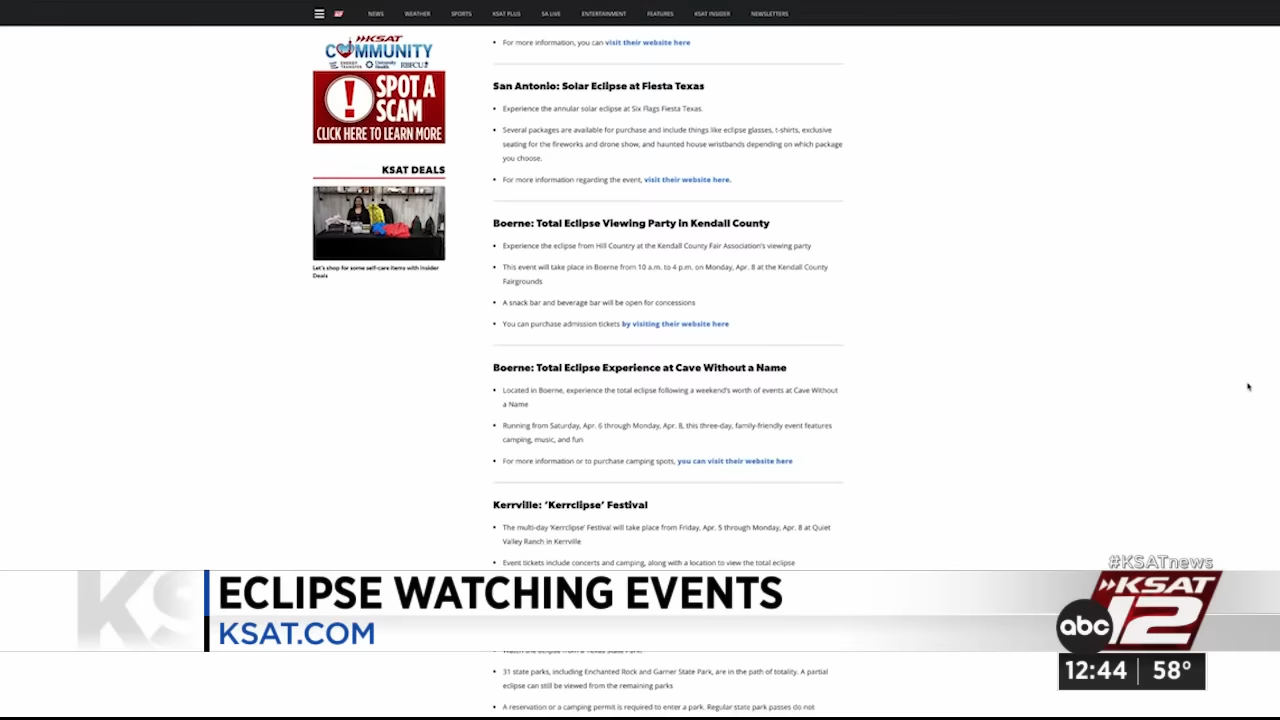 NEWS WEATHER SPORTS KSAT PLUS SA LIVE ENTERTAINMENT FEATURES KSAT INSIDER NEWSLETTERS
KSAT
COMMUNITY
ENERGY TRANSFER University Health RBFCU
SPOT A
SCAM
CLICK HERE TO LEARN MORE
KSAT DEALS
Let's shop for some self-care items with Insider
Deals
• For more information, you can visit their website here
San Antonio: Solar Eclipse at Fiesta Texas
• Experience the annular solar eclipse at Six Flags Fiesta Texas.
• Several packages are available for purchase and include things like eclipse glasses, t-shirts, exclusive
seating for the fireworks and drone show, and haunted house wristbands depending on which package
you choose.
• For more information regarding the event, visit their website here.
Boerne: Total Eclipse Viewing Party in Kendall County
• Experience the eclipse from Hill Country at the Kendall County Fair Association's viewing party
• This event will take place in Boerne from 10 a.m. to 4 p.m. on Monday, Apr. 8 at the Kendall County
Fairgrounds
• A snack bar and beverage bar will be open for concessions
• You can purchase admission tickets by visiting their website here
Boerne: Total Eclipse Experience at Cave Without a Name
• Located in Boerne, experience the total eclipse following a weekend's worth of events at Cave Without
a Name
• Running from Saturday, Apr. 6 through Monday, Apr. 8, this three-day, family-friendly event features
camping, music, and fun
• For more information or to purchase camping spots, you can visit their website here
Kerrville: 'Kerrclipse' Festival
• The multi-day 'Kerrclipse' Festival will take place from Friday, Apr. 5 through Monday, Apr. 8 at Quiet
Valley Ranch in Kerrville
• Event tickets include concerts and camping, along with a location to view the total eclipse
#KSATnews
KS
ECLIPSE WATCHING EVENTS
KSAT.COM
KSAT
abc 12
12:44 58°
Watch the eclipse from a Texas State Park.
• 31 state parks, including Enchanted Rock and Garner State Park, are in the path of totality. A partial
eclipse can still be viewed from the remaining parks
• A reservation or a camping permit is required to enter a park. Regular state park passes do not